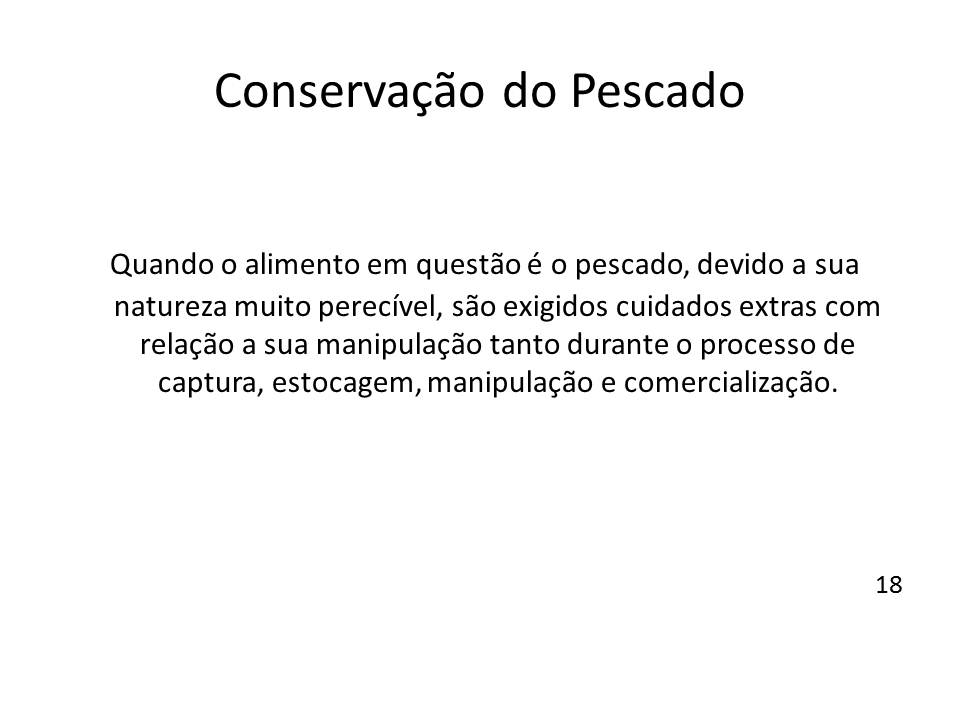 Conservação do Pescado
Quando o alimento em questão é o pescado, devido a sua
natureza muito perecível, são exigidos cuidados extras com
relação a sua manipulação tanto durante o processo de
captura, estocagem, manipulação e comercialização.
18